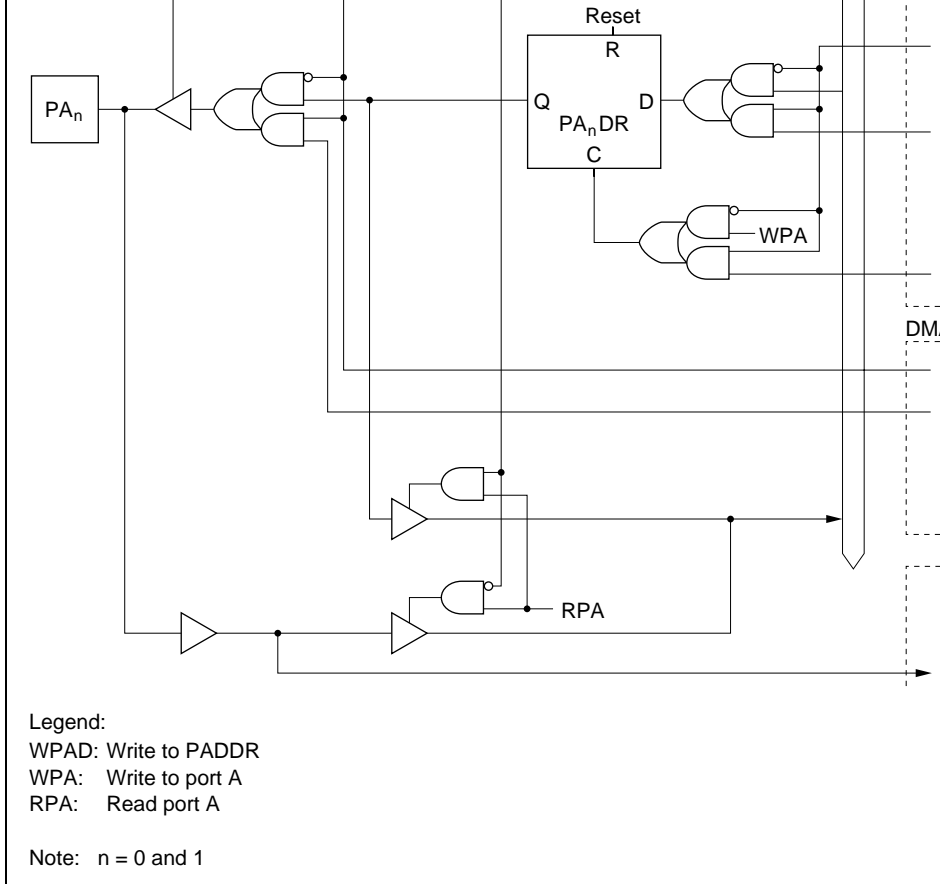 Reset
R
PAn
Q
D
PAnDR
C
WPA
RPA
Legend:
WPAD: Write to PADDR
WPA: Write to port A
RPA: Read port A
Note: n = 0 and 1